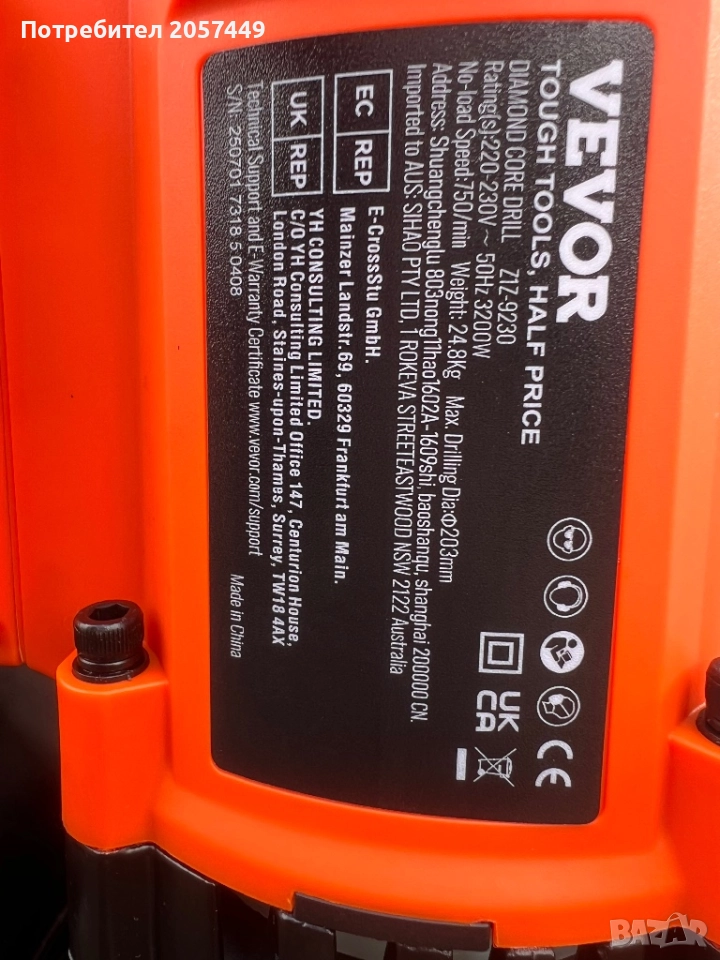 Потребител 2057449
VEVOR
TOUGH TOOLS, HALF PRICE
DIAMOND CORE DRILL Z1Z-9230
Rating(s):220-230V~ 50Hz 3200W
No-load Speed:750/min Weight: 24.8Kg Max. Drilling Dia:Φ203mm
Address: Shuangchenglu 803nong11hao1602A-1609shi, baoshanqu, shanghai 200000 CN.
Imported to AUS: SIHAO PTY LTD, 1 ROKEVA STREETEASTWOOD NSW 2122 Australia
EC REP
E-CrossStu GmbH.
Mainzer Landstr. 69, 60329 Frankfurt am Main.
UK REP
YH CONSULTING LIMITED.
C/O YH Consulting Limited Office 147, Centurion House,
London Road, Staines-upon-Thames, Surrey, TW18 4AX
Technical Support and E-Warranty Certificate www.vevor.com/support
S/N: 250701 7318 5 0408
Made in China
CE
UK
CA
BAZAR